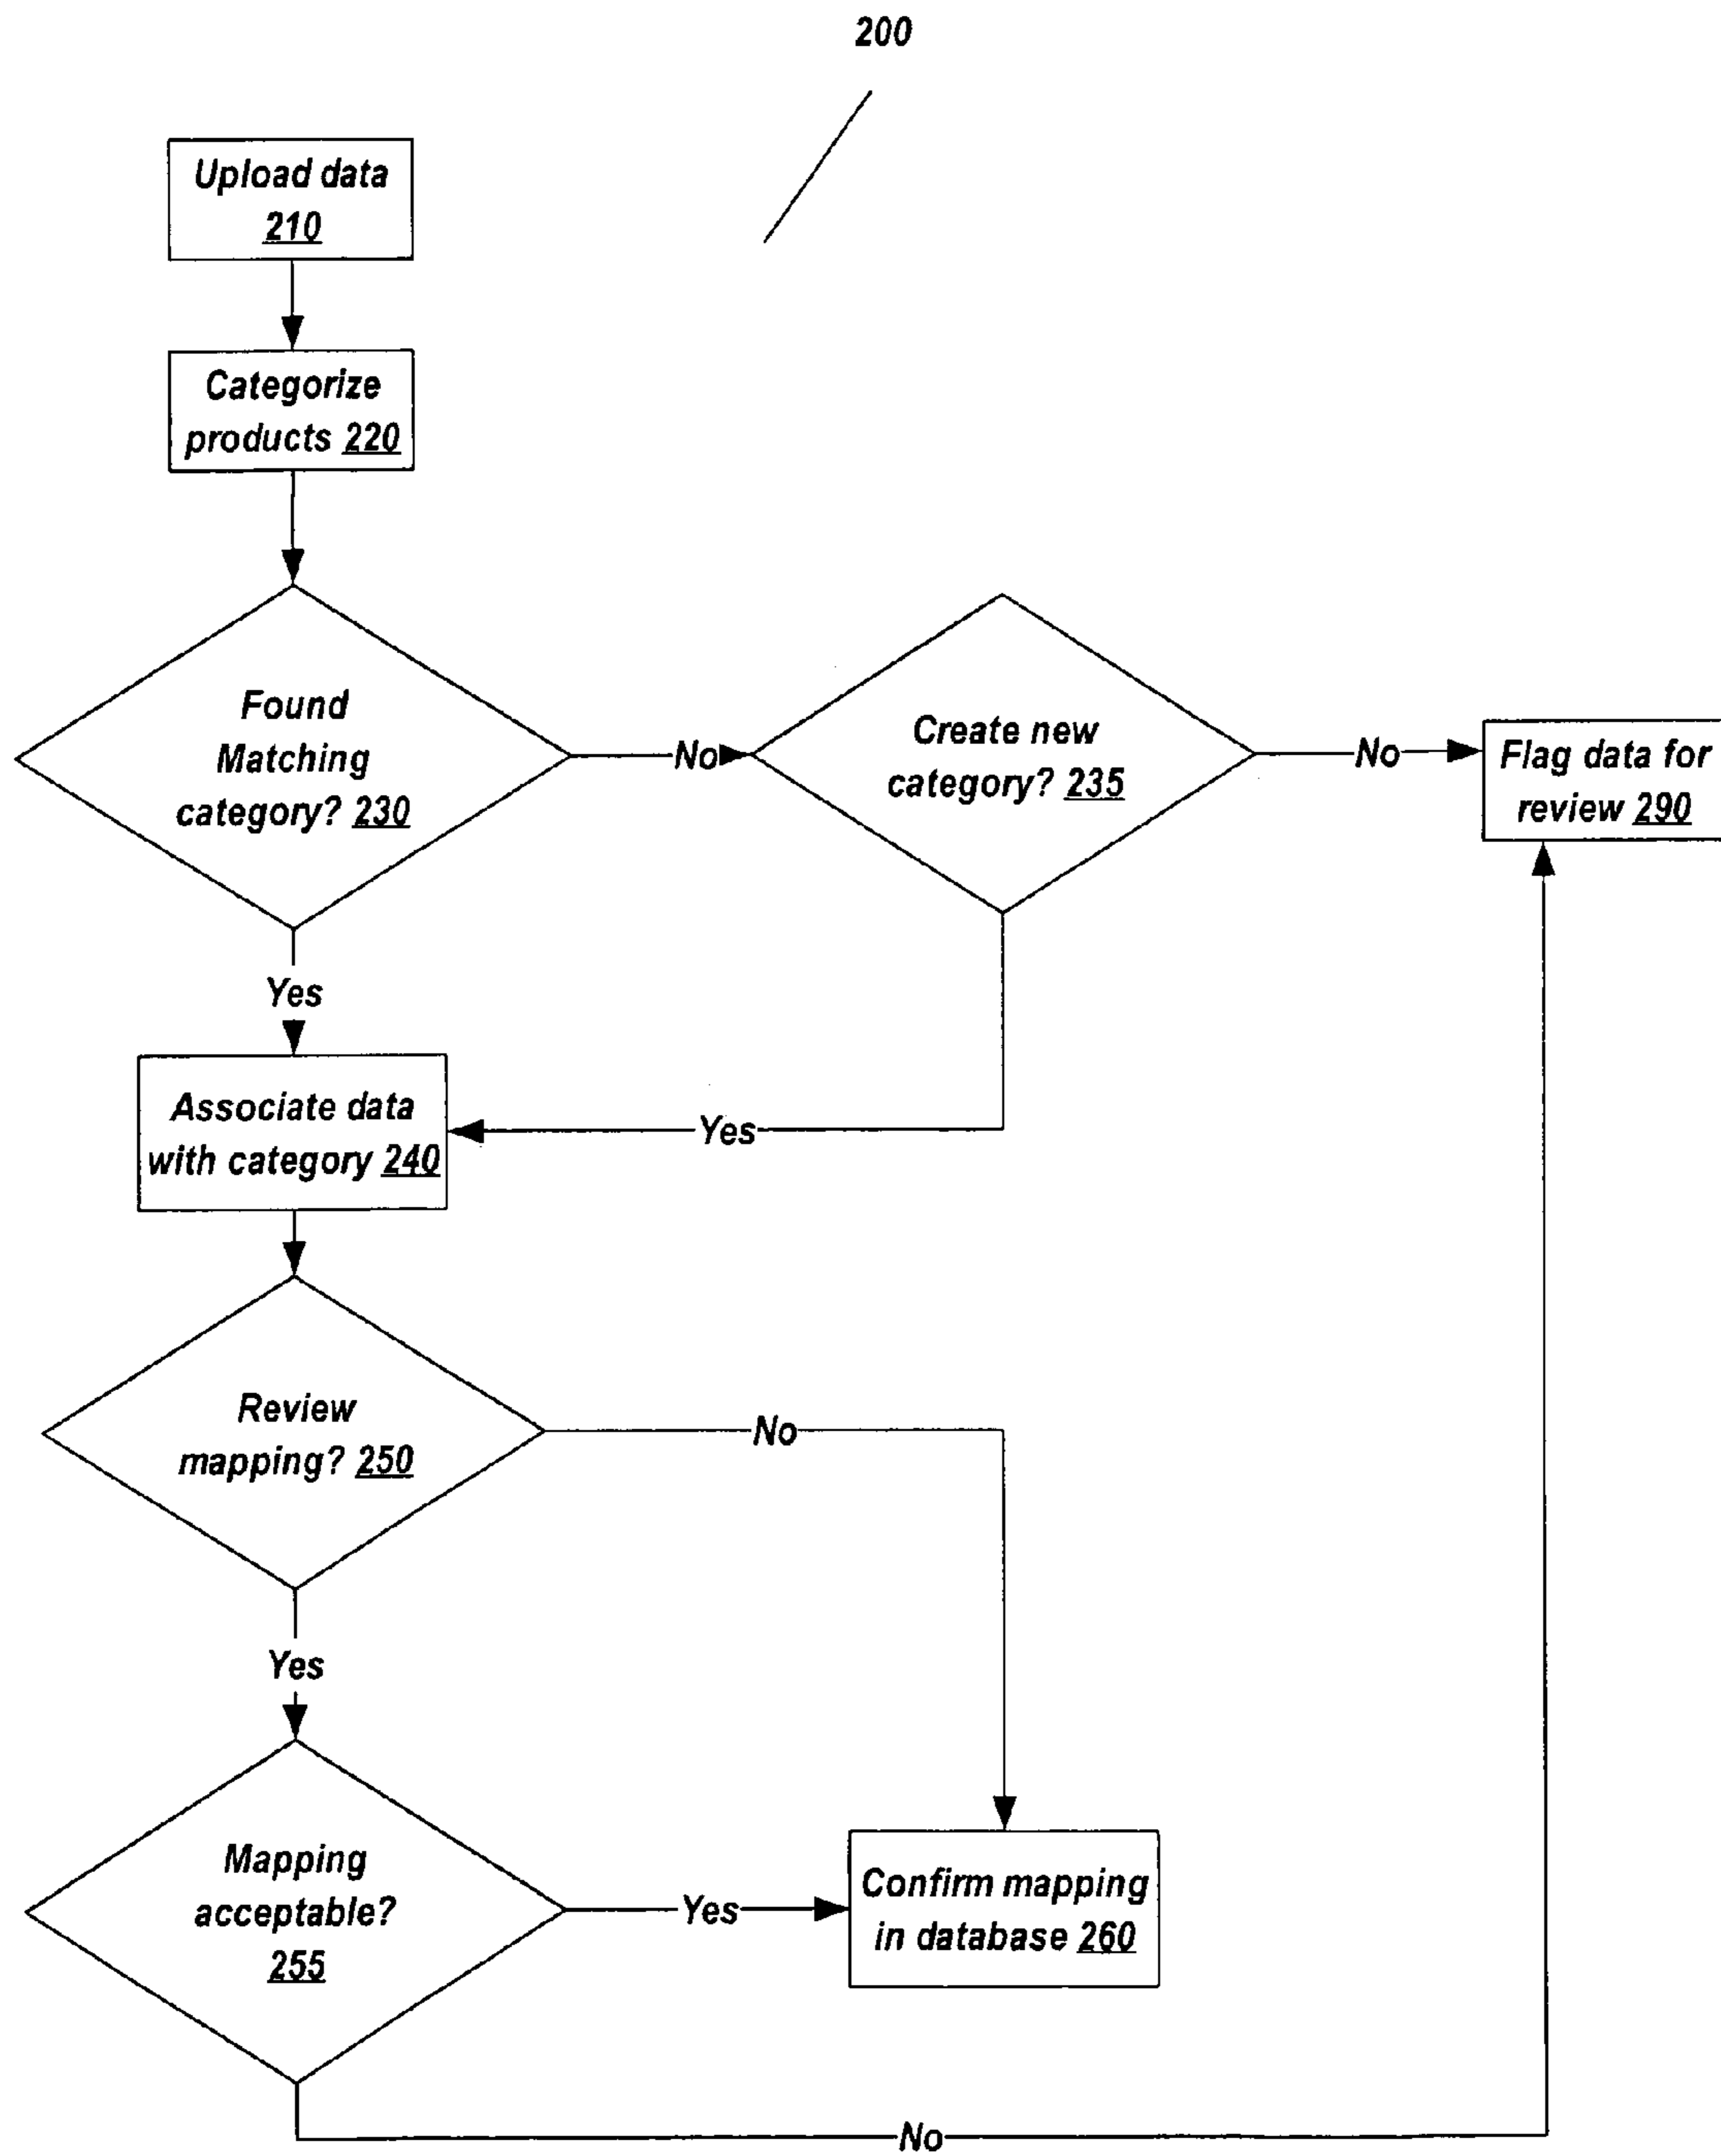 200
Upload data
210
Categorize
products 220
Found
Matching
category? 230
No
Create new
category? 235
No
Flag data for
review 290
Yes
Associate data
with category 240
Yes
Review
mapping? 250
No
Yes
Mapping
acceptable?
255
Yes
Confirm mapping
in database 260
No